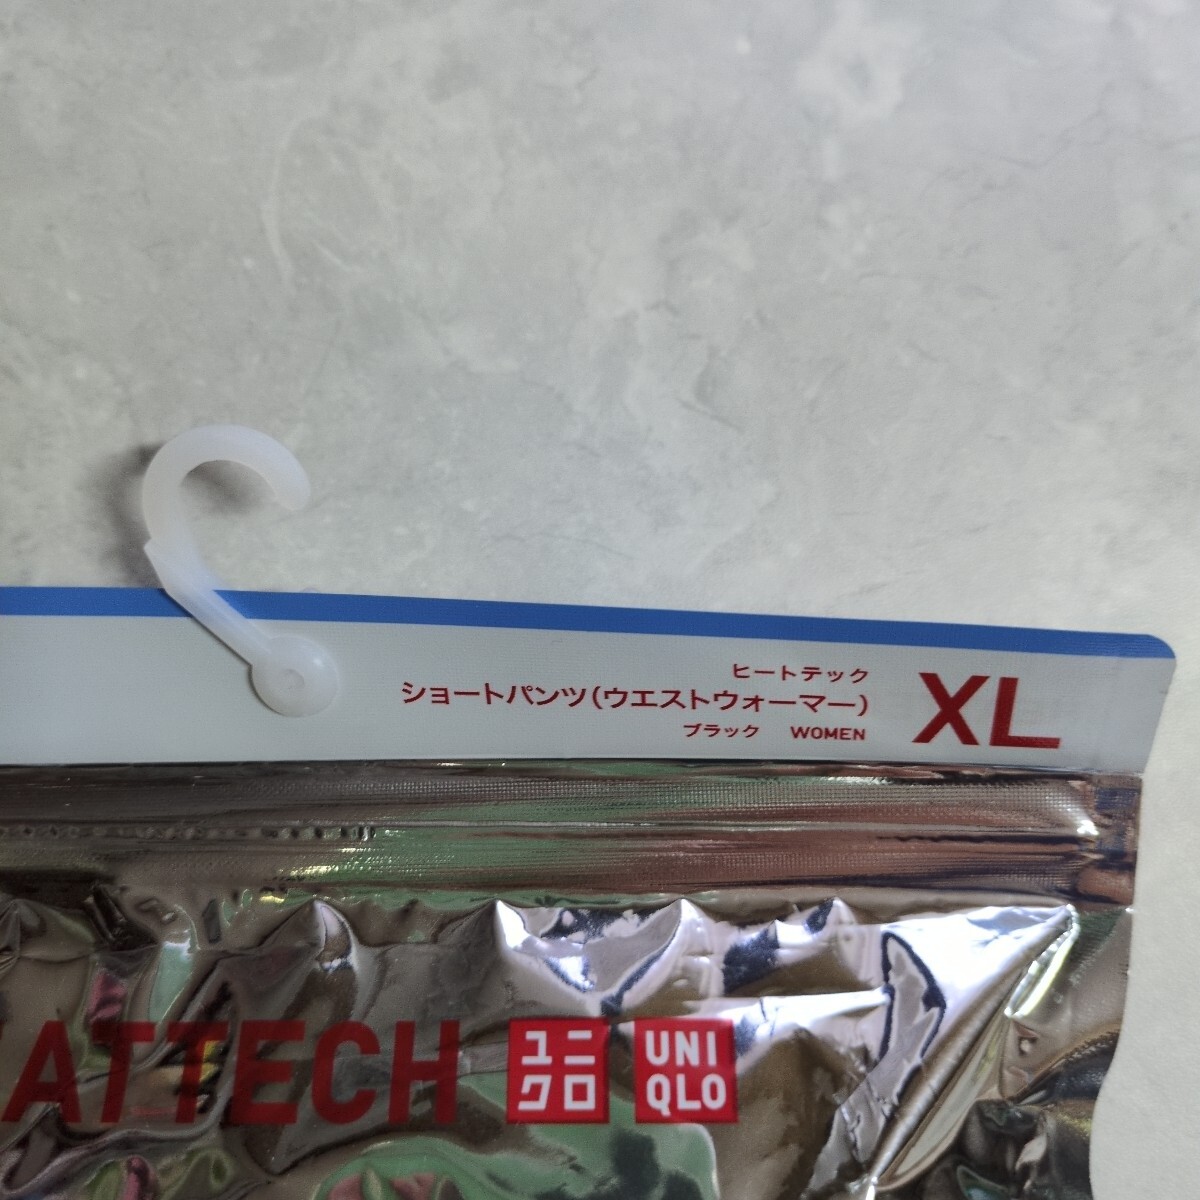 ヒートテック
ショートパンツ(ウエストウォーマー)
ブラック WOMEN
XL
ATTECH
ユニ
クロ
UNI
QLO